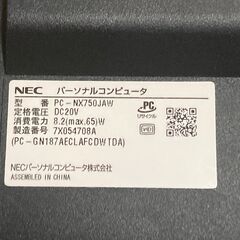 NEC パーソナルコンピュータ
型 番 PC-NX750JAW
定格電圧 DC20V
消費電力 8.2(max.65)W
製造番号 7X054708A
(PC-GN187AECLAFCDWTDA)
PC
リサイクル
NECパーソナルコンピュータ株式会社
ASSEMBLED IN CHINA